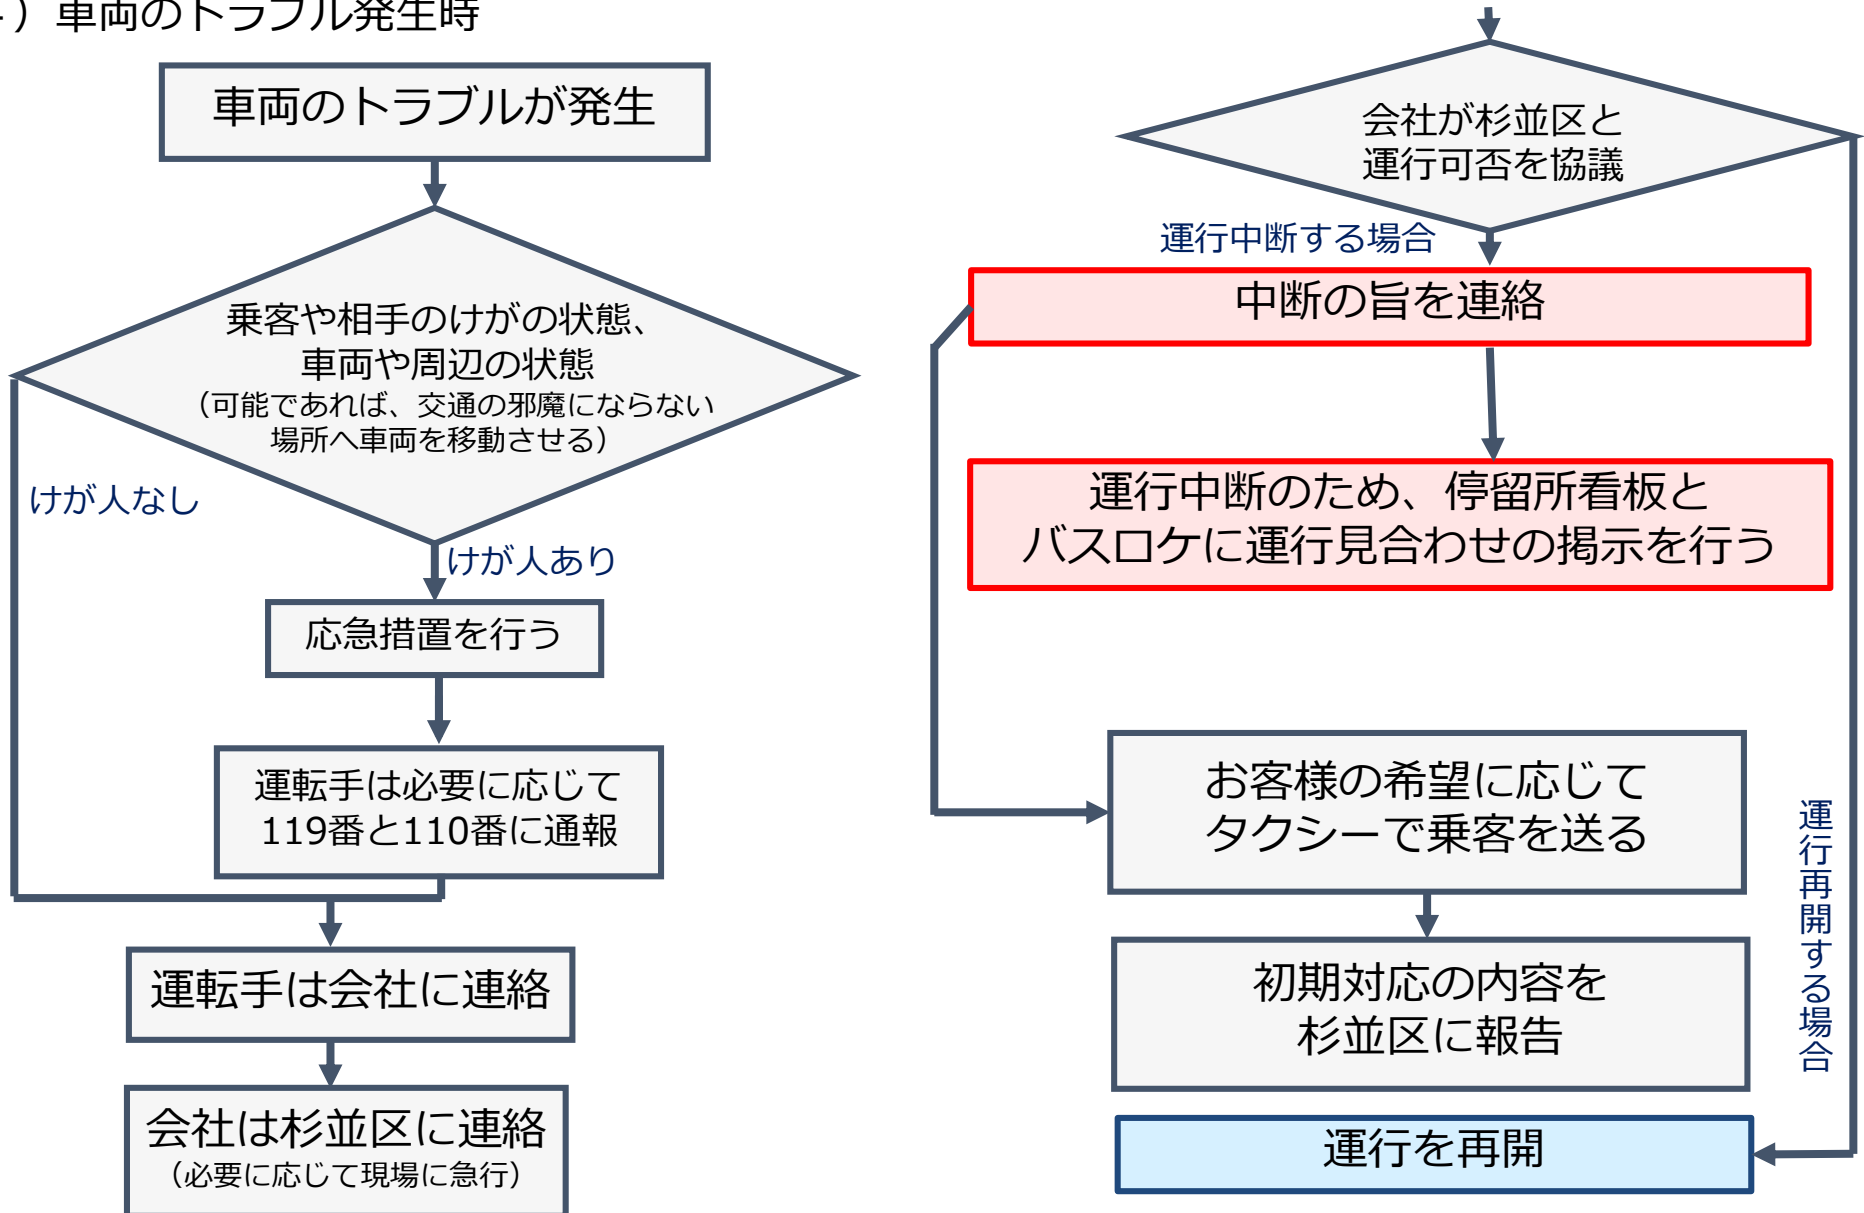 ）車両のトラブル発生時
車両のトラブルが発生
乗客や相手のけがの状態、
車両や周辺の状態
（可能であれば、交通の邪魔にならない
場所へ車両を移動させる）
けが人なし
けが人あり
応急措置を行う
運転手は必要に応じて
119番と110番に通報
運転手は会社に連絡
会社は杉並区に連絡
（必要に応じて現場に急行）
会社が杉並区と
運行可否を協議
運行中断する場合
中断の旨を連絡
運行中断のため、停留所看板と
バスロケに運行見合わせの掲示を行う
お客様の希望に応じて
タクシーで乗客を送る
初期対応の内容を
杉並区に報告
運行再開する場合
運行を再開